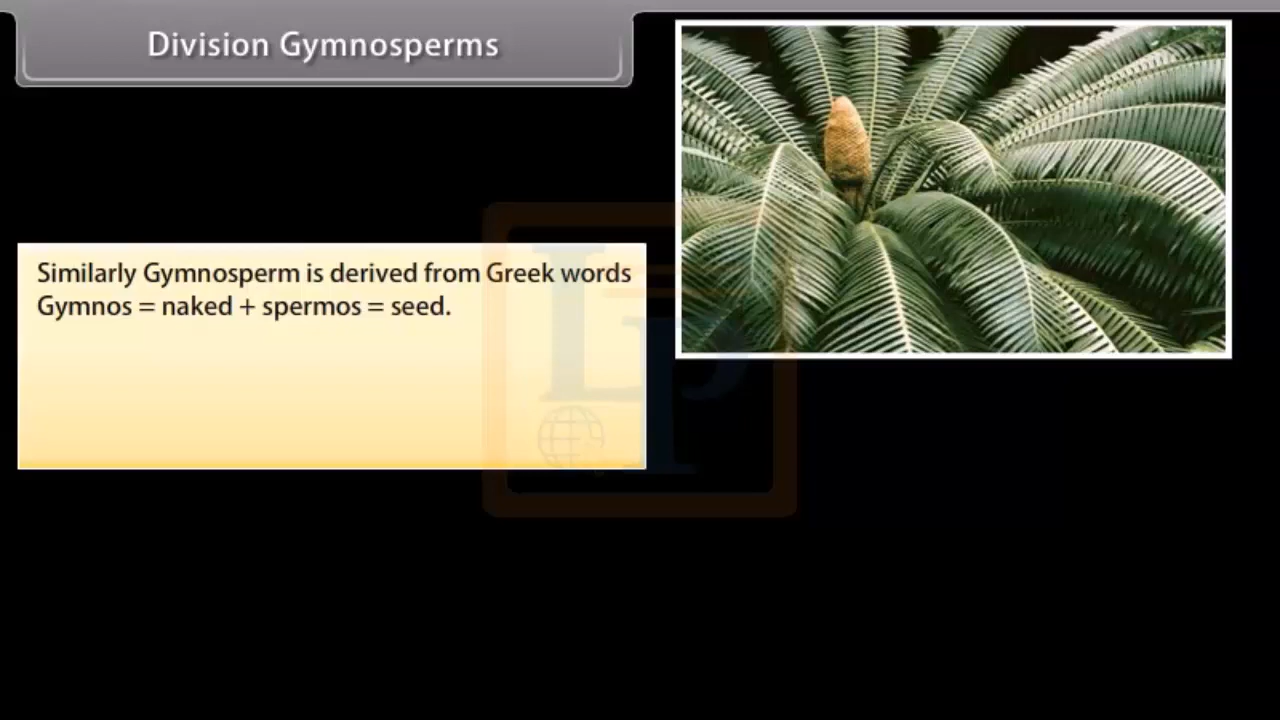 Division Gymnosperms
Similarly Gymnosperm is derived from Greek words
Gymnos = naked + spermos = seed.